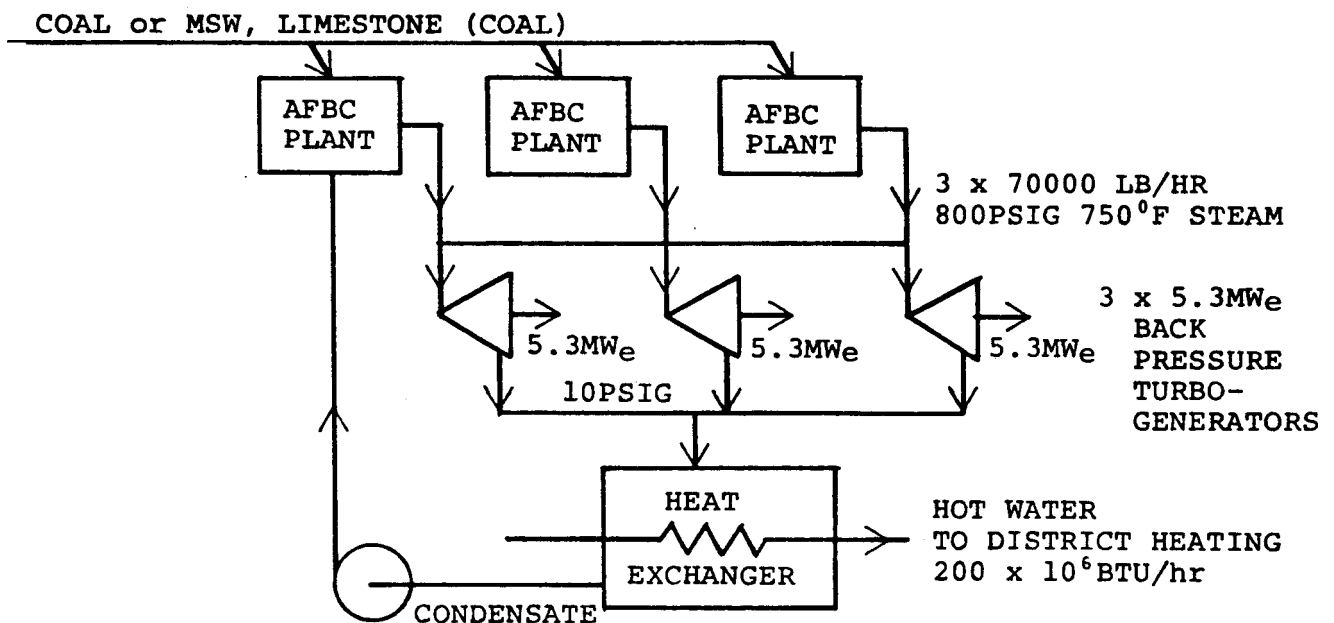 COAL or MSW, LIMESTONE (COAL)
AFBC
PLANT
AFBC
PLANT
AFBC
PLANT
3 x 70000 LB/HR
800PSIG 750⁰F STEAM
5.3MWe
5.3MWe
5.3MWe
3 x 5.3MWe
BACK
PRESSURE
TURBO-
GENERATORS
10PSIG
HEAT
EXCHANGER
HOT WATER
TO DISTRICT HEATING
200 x 10⁶BTU/hr
CONDENSATE